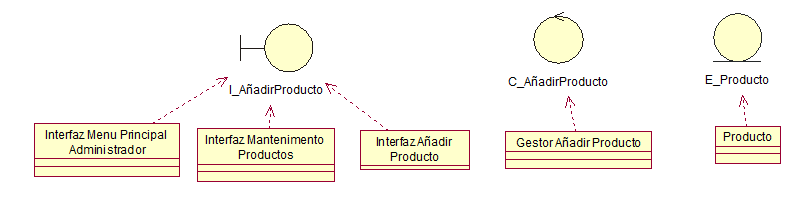 I_AñadirProducto
C_AñadirProducto
E_Producto
Interfaz Menu Principal
Administrador
Interfaz Mantenimento
Productos
Interfaz Añadir
Producto
Gestor Añadir Producto
Producto